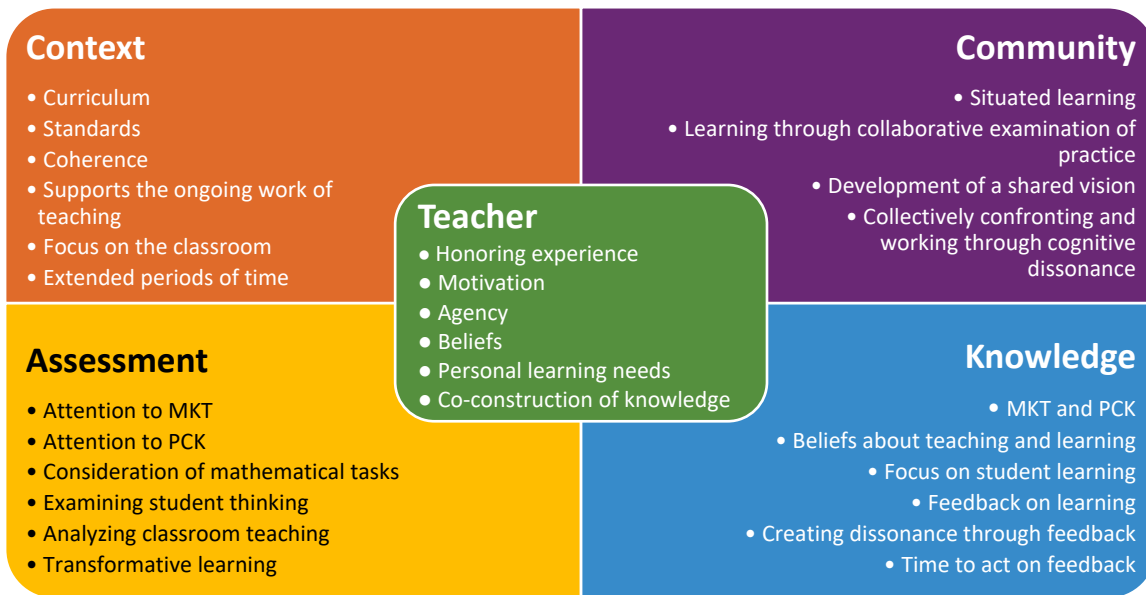 Context
• Curriculum
• Standards
• Coherence
• Supports the ongoing work of
teaching
• Focus on the classroom
• Extended periods of time
Community
• Situated learning
• Learning through collaborative examination of
practice
• Development of a shared vision
• Collectively confronting and
working through cognitive
dissonance
Teacher
● Honoring experience
● Motivation
● Agency
● Beliefs
● Personal learning needs
● Co-construction of knowledge
Assessment
• Attention to MKT
• Attention to PCK
• Consideration of mathematical tasks
• Examining student thinking
• Analyzing classroom teaching
• Transformative learning
Knowledge
• MKT and PCK
• Beliefs about teaching and learning
• Focus on student learning
• Feedback on learning
• Creating dissonance through feedback
• Time to act on feedback